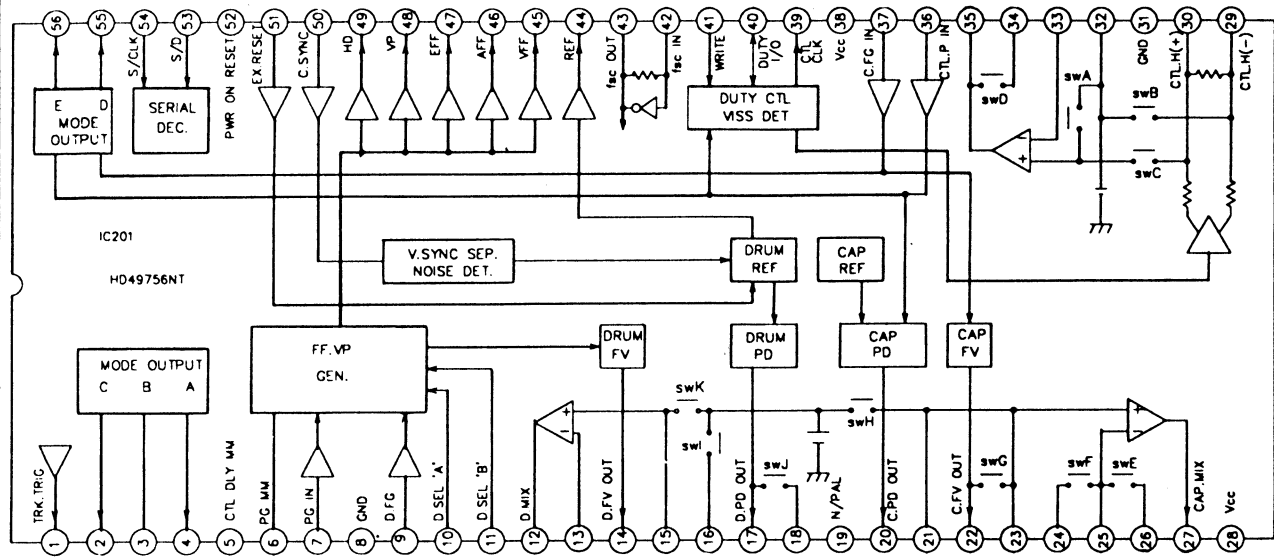 56 55 54 53 52 51 50 49 48 47 46 45 44 43 42 41 40 39 38 37 36 35 34 33 32 31 30 29
S/CLK
S/D
PWR ON RESET
EX.RESET
C.SYNC
HD
VP
EFF
AFF
VFF
REF
fsc OUT
fsc IN
WRITE
DUTY I/O
CTL CLK
Vcc
C.FG IN
CTL.P IN
GND
CTL.H(+)
CTL.H(-)
E D
MODE
OUTPUT
SERIAL
DEC.
DUTY CTL
VISS DET
swD
swA
swB
swC
IC201
HD49756NT
V.SYNC SEP.
NOISE DET.
DRUM
REF
CAP
REF
FF.VP
GEN.
DRUM
FV
DRUM
PD
CAP
PD
CAP
FV
MODE OUTPUT
C B A
swK
swI
swH
swJ
swG
swF
swE
TRK.TRIG
CTL DLY MM
PG MM
PG IN
GND
D.FG
D.SEL 'A'
D.SEL 'B'
D.MIX
D.FV OUT
D.PD OUT
N/PAL
C.PD OUT
C.FV OUT
CAP.MIX
Vcc
1 2 3 4 5 6 7 8 9 10 11 12 13 14 15 16 17 18 19 20 21 22 23 24 25 26 27 28